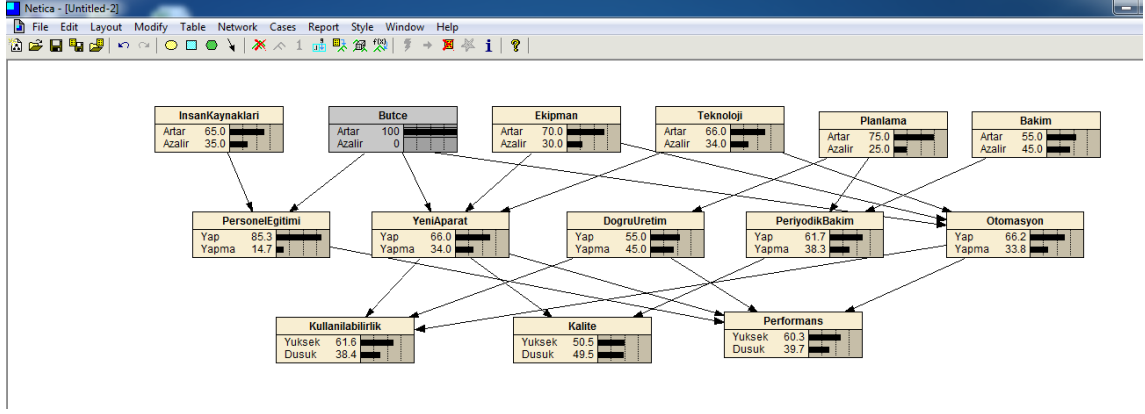 Netica - [Untitled-2]
File Edit Layout Modify Table Network Cases Report Style Window Help
1 f(x) i ?
InsanKaynaklari
Artar 65.0
Azalir 35.0
Butce
Artar 100
Azalir 0
Ekipman
Artar 70.0
Azalir 30.0
Teknoloji
Artar 66.0
Azalir 34.0
Planlama
Artar 75.0
Azalir 25.0
Bakim
Artar 55.0
Azalir 45.0
PersonelEgitimi
Yap 85.3
Yapma 14.7
YeniAparat
Yap 66.0
Yapma 34.0
DogruUretim
Yap 55.0
Yapma 45.0
PeriyodikBakim
Yap 61.7
Yapma 38.3
Otomasyon
Yap 66.2
Yapma 33.8
Kullanilabilirlik
Yuksek 61.6
Dusuk 38.4
Kalite
Yuksek 50.5
Dusuk 49.5
Performans
Yuksek 60.3
Dusuk 39.7